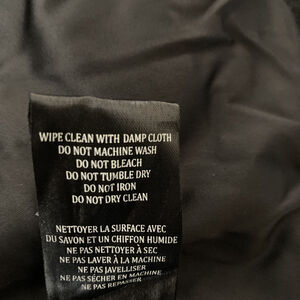 WIPE CLEAN WITH DAMP CLOTH
DO NOT MACHINE WASH
DO NOT BLEACH
DO NOT TUMBLE DRY
DO NOT IRON
DO NOT DRY CLEAN
NETTOYER LA SURFACE AVEC
DU SAVON ET UN CHIFFON HUMIDE
NE PAS NETTOYER À SEC
NE PAS LAVER À LA MACHINE
NE PAS JAVELLISER
NE PAS SÉCHER EN MACHINE
NE PAS REPASSER